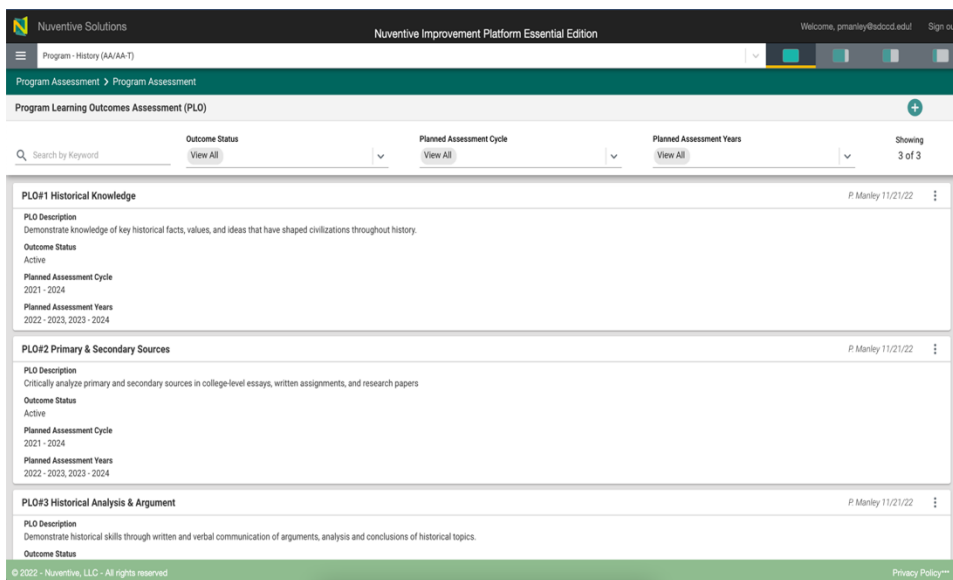 Nuventive Solutions
Nuventive Improvement Platform Essential Edition
Welcome, pmanley@sdccd.edu!
Sign ou
Program - History (AA/AA-T)
Program Assessment > Program Assessment
Program Learning Outcomes Assessment (PLO)
Search by Keyword
Outcome Status
View All
Planned Assessment Cycle
View All
Planned Assessment Years
View All
Showing
3 of 3
PLO#1 Historical Knowledge
P. Manley 11/21/22
PLO Description
Demonstrate knowledge of key historical facts, values, and ideas that have shaped civilizations throughout history.
Outcome Status
Active
Planned Assessment Cycle
2021 - 2024
Planned Assessment Years
2022 - 2023, 2023 - 2024
PLO#2 Primary & Secondary Sources
P. Manley 11/21/22
PLO Description
Critically analyze primary and secondary sources in college-level essays, written assignments, and research papers
Outcome Status
Active
Planned Assessment Cycle
2021 - 2024
Planned Assessment Years
2022 - 2023, 2023 - 2024
PLO#3 Historical Analysis & Argument
P. Manley 11/21/22
PLO Description
Demonstrate historical skills through written and verbal communication of arguments, analysis and conclusions of historical topics.
Outcome Status
© 2022 - Nuventive, LLC - All rights reserved
Privacy Policy